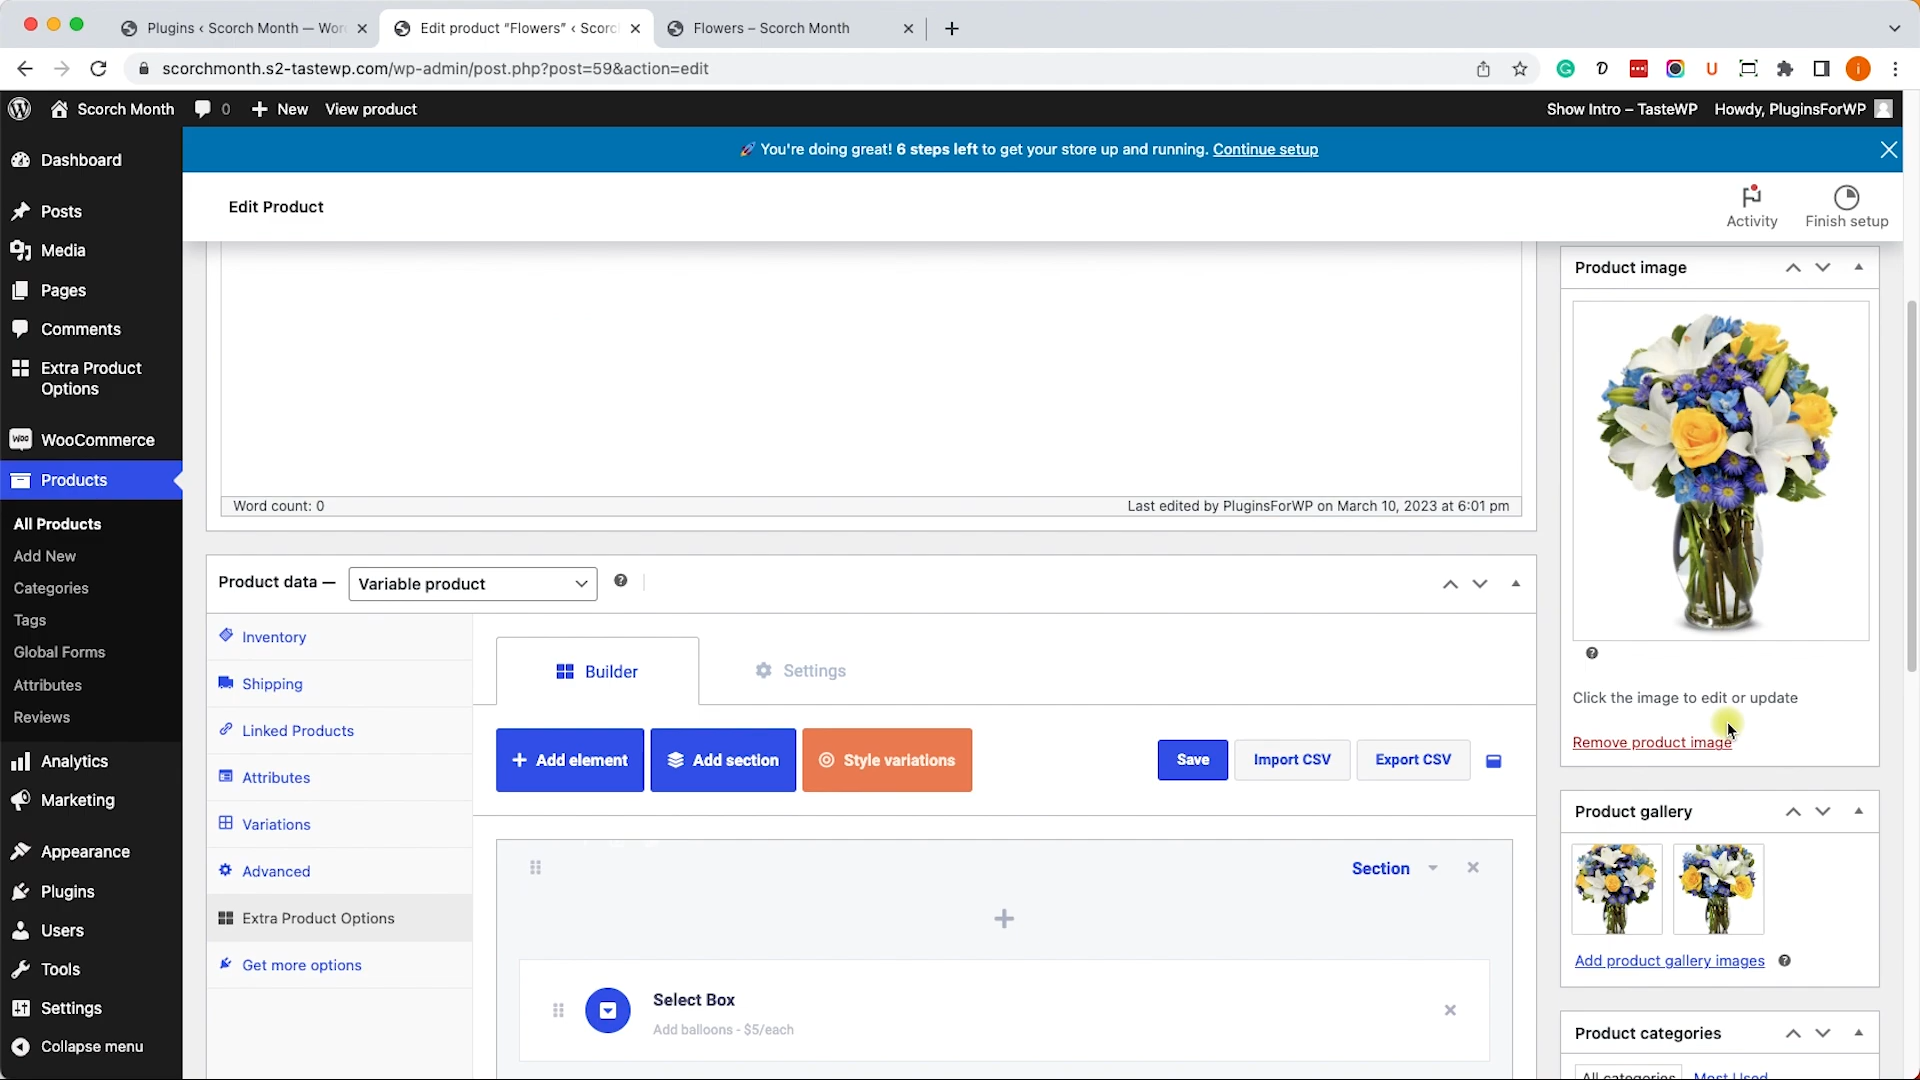 Plugins ‹ Scorch Month — Wor
Edit product “Flowers” ‹ Scorc
Flowers – Scorch Month
scorchmonth.s2-tastewp.com/wp-admin/post.php?post=59&action=edit
Scorch Month
0
New
View product
Show Intro – TasteWP
Howdy, PluginsForWP
🚀 You're doing great! 6 steps left to get your store up and running. Continue setup
Edit Product
Activity
Finish setup
Dashboard
Posts
Media
Pages
Comments
Extra Product
Options
WooCommerce
Products
All Products
Add New
Categories
Tags
Global Forms
Attributes
Reviews
Analytics
Marketing
Appearance
Plugins
Users
Tools
Settings
Collapse menu
Word count: 0
Last edited by PluginsForWP on March 10, 2023 at 6:01 pm
Product data —
Variable product
Inventory
Shipping
Linked Products
Attributes
Variations
Advanced
Extra Product Options
Get more options
Builder
Settings
Add element
Add section
Style variations
Save
Import CSV
Export CSV
Section
Select Box
Add balloons - $5/each
Product image
Click the image to edit or update
Remove product image
Product gallery
Add product gallery images
Product categories
All categories
Most Used